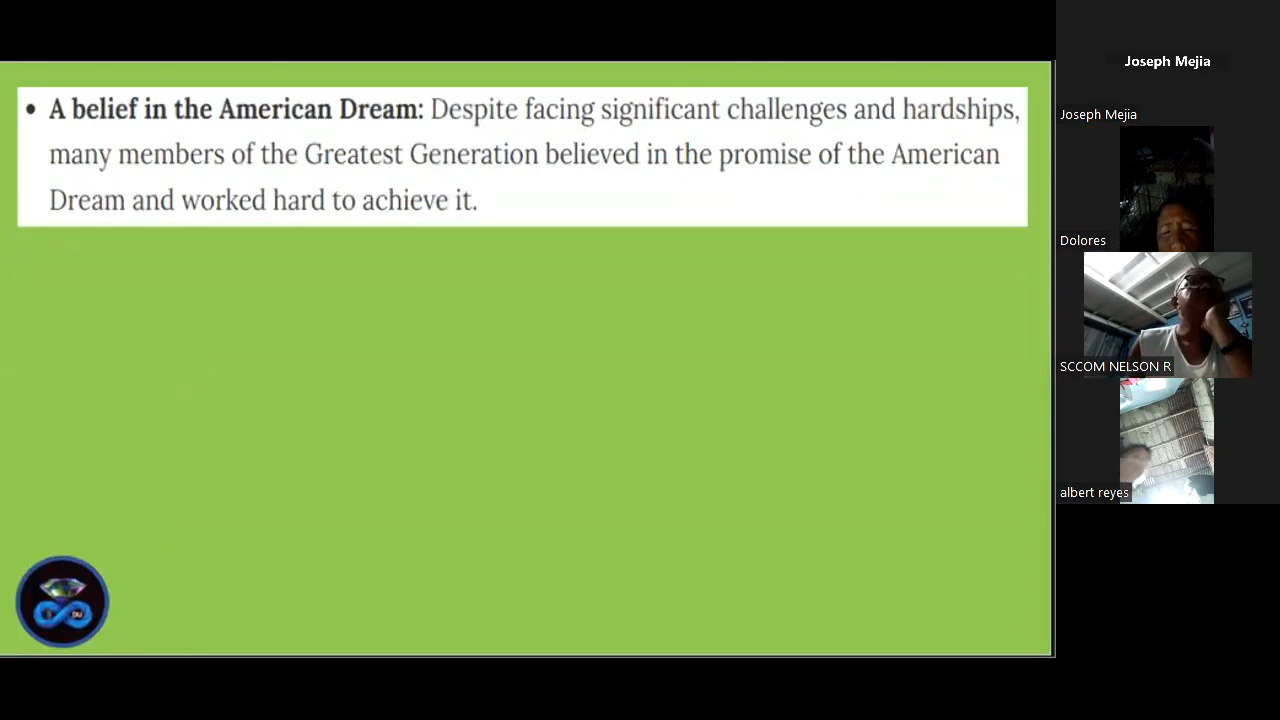 • A belief in the American Dream: Despite facing significant challenges and hardships,
many members of the Greatest Generation believed in the promise of the American
Dream and worked hard to achieve it.
Joseph Mejia
Joseph Mejia
Dolores
SCCOM NELSON R
albert reyes